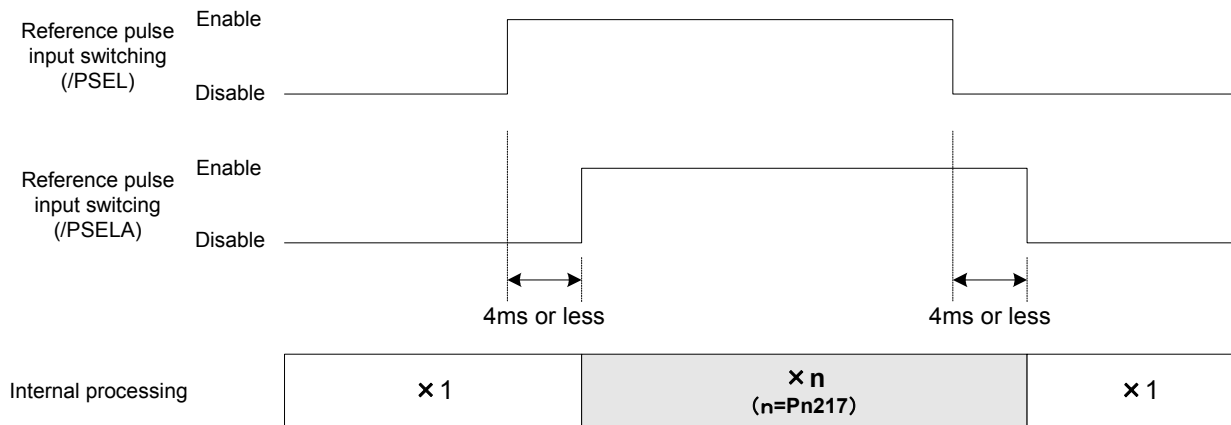 Reference pulse
input switching
(/PSEL)
Enable
Disable
Reference pulse
input switcing
(/PSELA)
Enable
Disable
4ms or less
4ms or less
Internal processing
×1
×n
(n=Pn217)
×1